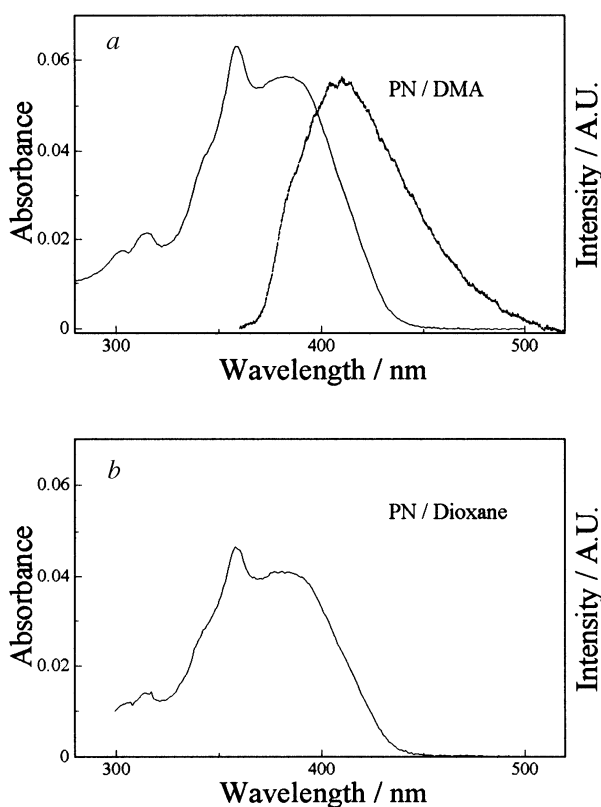 a
PN / DMA
Absorbance
Intensity / A.U.
0.06
0.04
0.02
0
300
400
500
Wavelength / nm
b
PN / Dioxane
Absorbance
Intensity / A.U.
0.06
0.04
0.02
0
300
400
500
Wavelength / nm